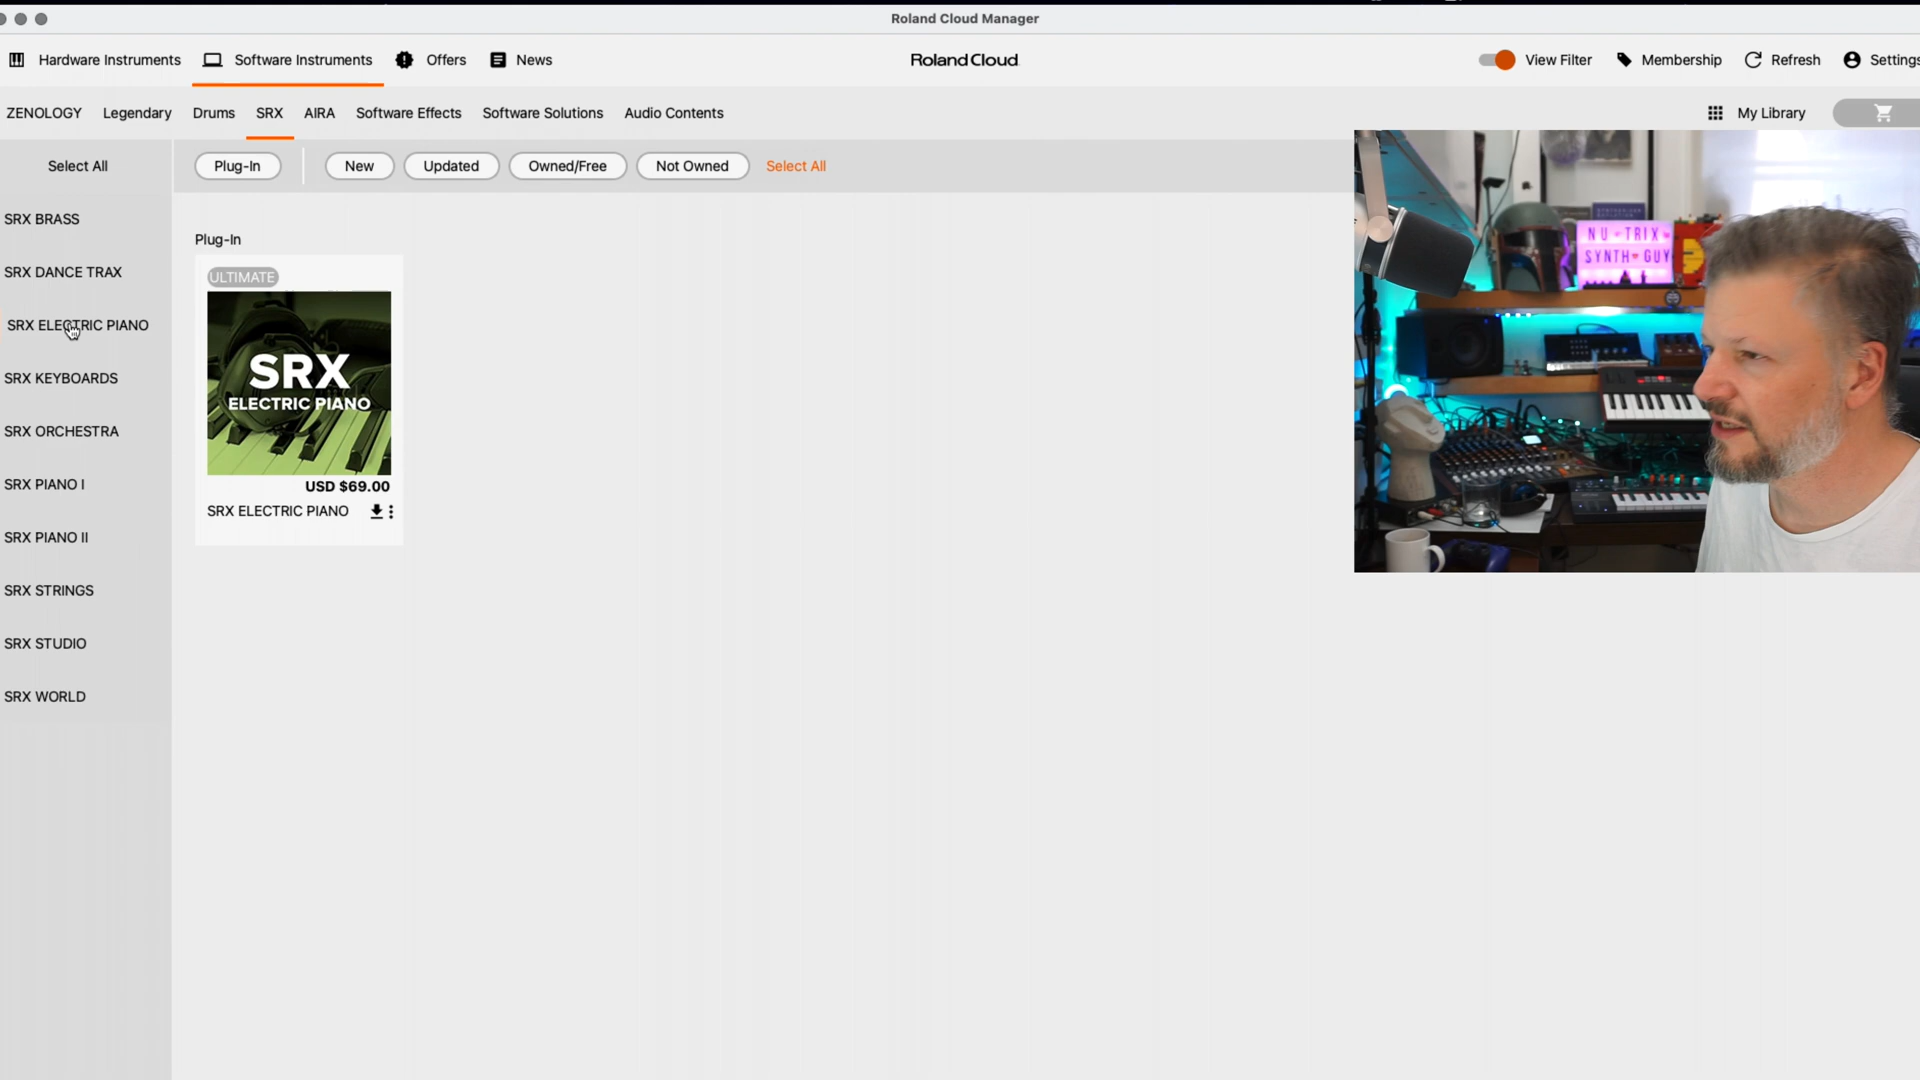 Roland Cloud Manager
Hardware Instruments Software Instruments Offers News Roland Cloud View Filter Membership Refresh Settings
ZENOLOGY Legendary Drums SRX AIRA Software Effects Software Solutions Audio Contents My Library
Select All Plug-In New Updated Owned/Free Not Owned Select All
SRX BRASS
SRX DANCE TRAX
SRX ELECTRIC PIANO
SRX KEYBOARDS
SRX ORCHESTRA
SRX PIANO I
SRX PIANO II
SRX STRINGS
SRX STUDIO
SRX WORLD
Plug-In
ULTIMATE
SRX
ELECTRIC PIANO
USD $69.00
SRX ELECTRIC PIANO
NU-TRIX
SYNTH♥GUY